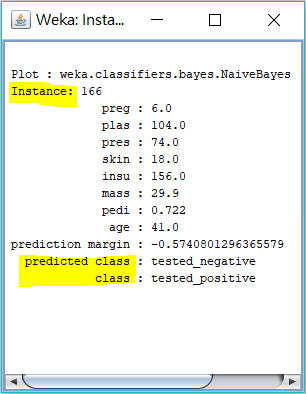 Weka: Insta...
Plot : weka.classifiers.bayes.NaiveBayes
Instance: 166
preg : 6.0
plas : 104.0
pres : 74.0
skin : 18.0
insu : 156.0
mass : 29.9
pedi : 0.722
age : 41.0
prediction margin : -0.5740801296365579
predicted class : tested_negative
class : tested_positive